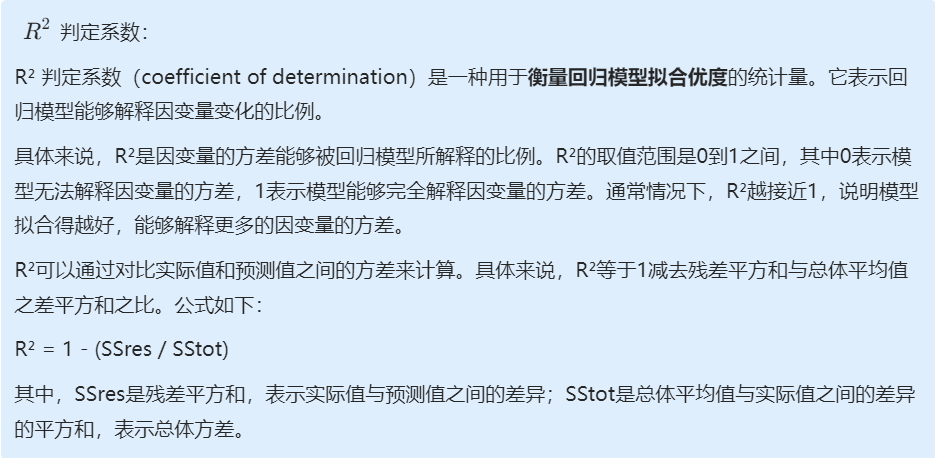 R² 判定系数：
R² 判定系数（coefficient of determination）是一种用于衡量回归模型拟合优度的统计量。它表示回
归模型能够解释因变量变化的比例。
具体来说，R²是因变量的方差能够被回归模型所解释的比例。R²的取值范围是0到1之间，其中0表示模
型无法解释因变量的方差，1表示模型能够完全解释因变量的方差。通常情况下，R²越接近1，说明模型
拟合得越好，能够解释更多的因变量的方差。
R²可以通过对比实际值和预测值之间的方差来计算。具体来说，R²等于1减去残差平方和与总体平均值
之差平方和之比。公式如下：
R² = 1 - (SSres / SStot)
其中，SSres是残差平方和，表示实际值与预测值之间的差异；SStot是总体平均值与实际值之间的差异
的平方和，表示总体方差。